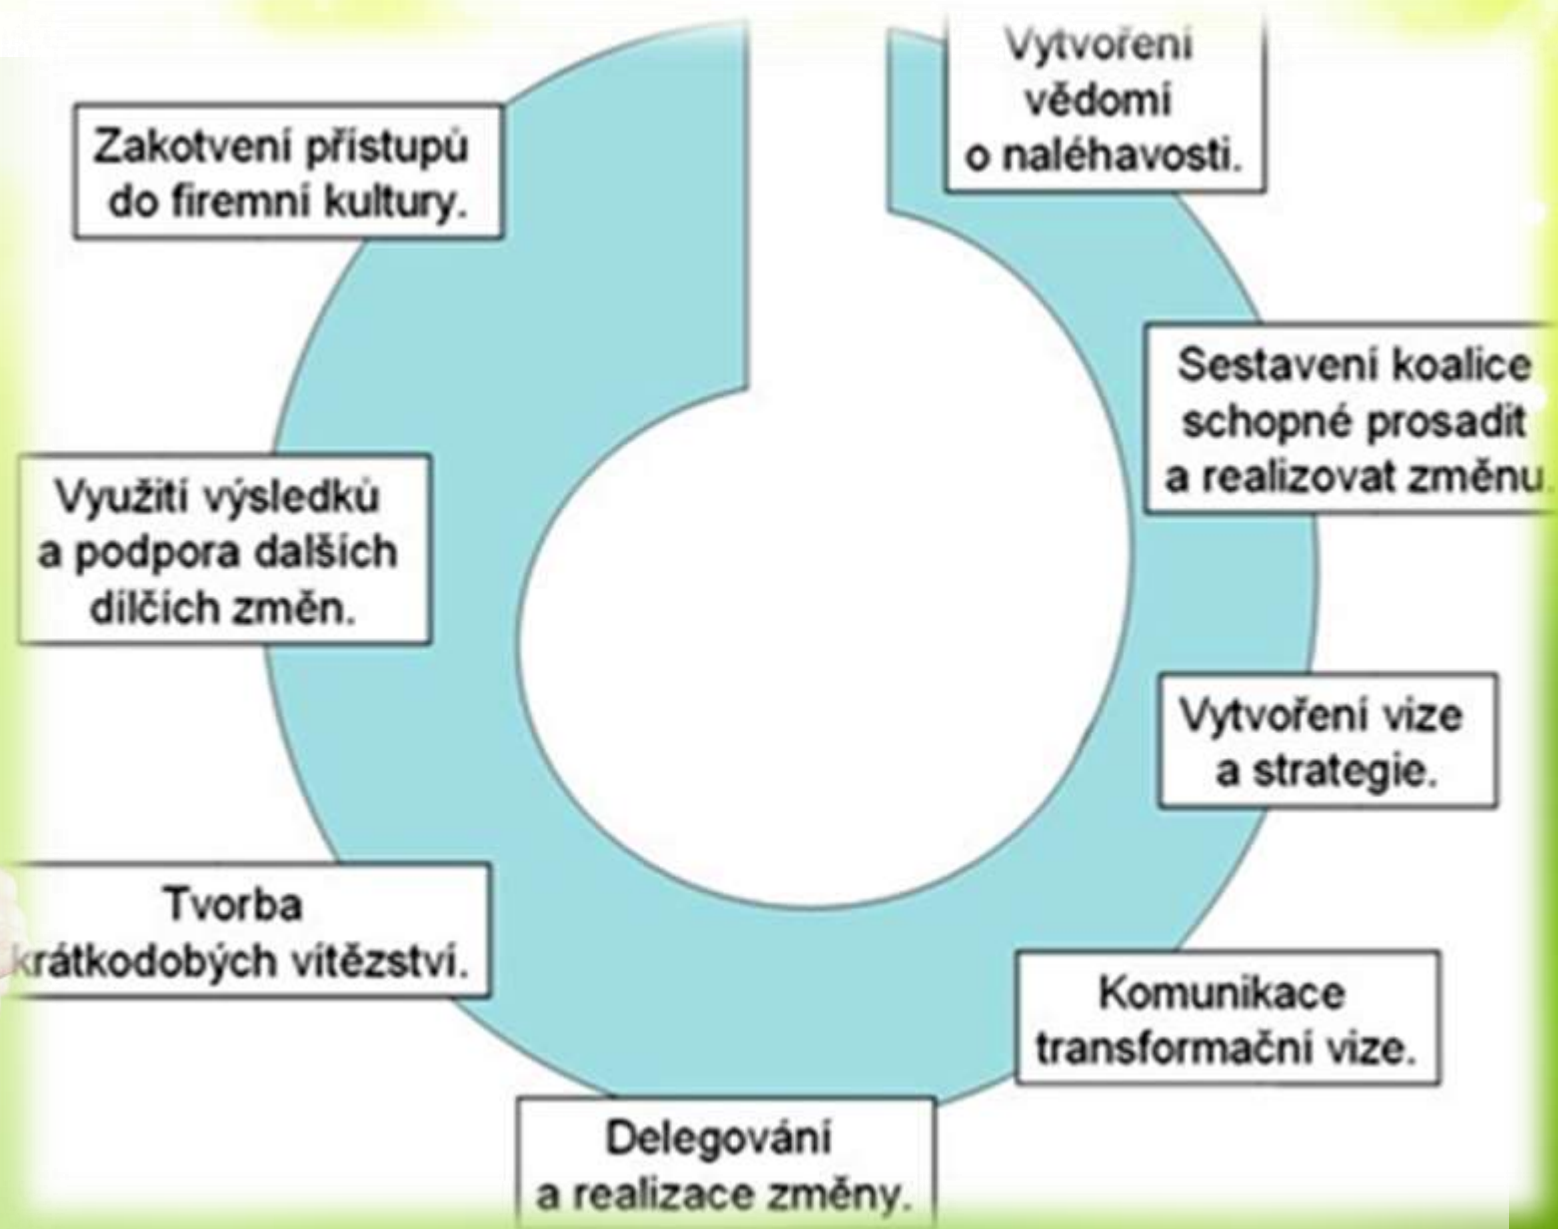 Vytvoření
vědomí
o naléhavosti.
Sestavení koalice
schopné prosadit
a realizovat změnu.
Vytvoření vize
a strategie.
Komunikace
transformační vize.
Delegování
a realizace změny.
Tvorba
krátkodobých vítězství.
Využití výsledků
a podpora dalších
dílčích změn.
Zakotvení přístupů
do firemní kultury.